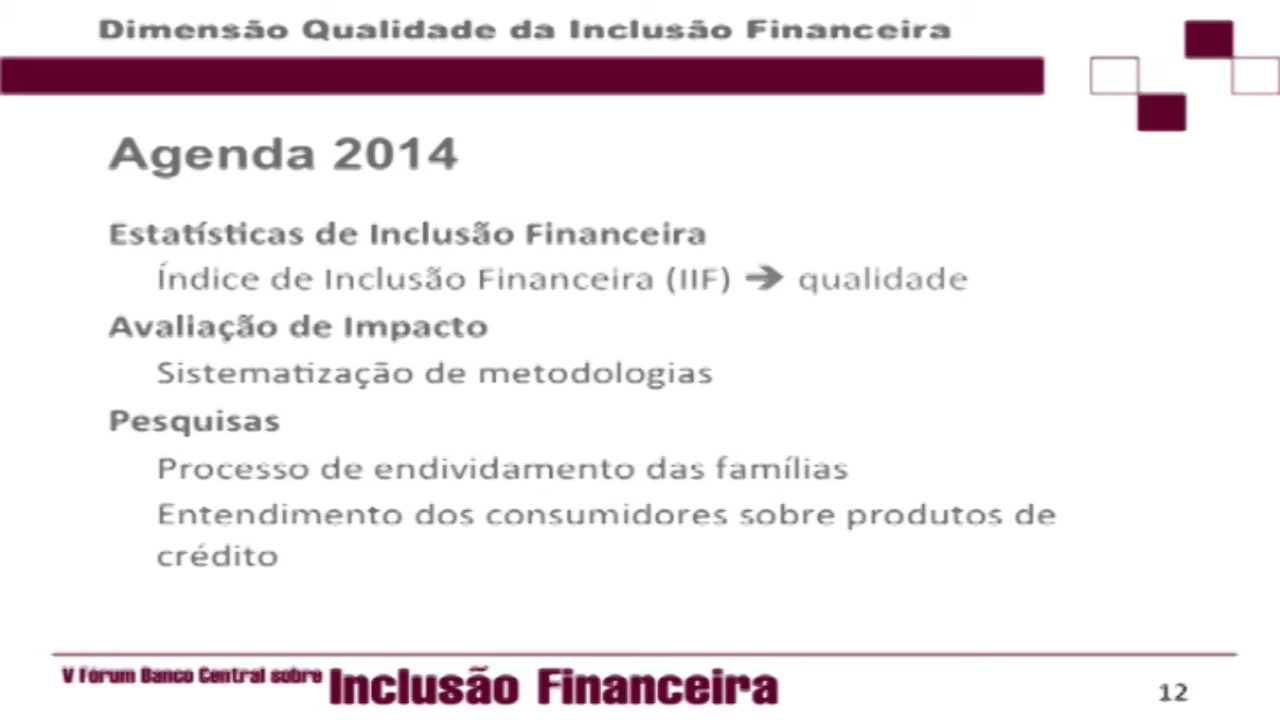 Dimensão Qualidade da Inclusão Financeira
Agenda 2014
Estatísticas de Inclusão Financeira
Índice de Inclusão Financeira (IIF) ➔ qualidade
Avaliação de Impacto
Sistematização de metodologias
Pesquisas
Processo de endividamento das famílias
Entendimento dos consumidores sobre produtos de
crédito
V Fórum Banco Central sobre Inclusão Financeira
12